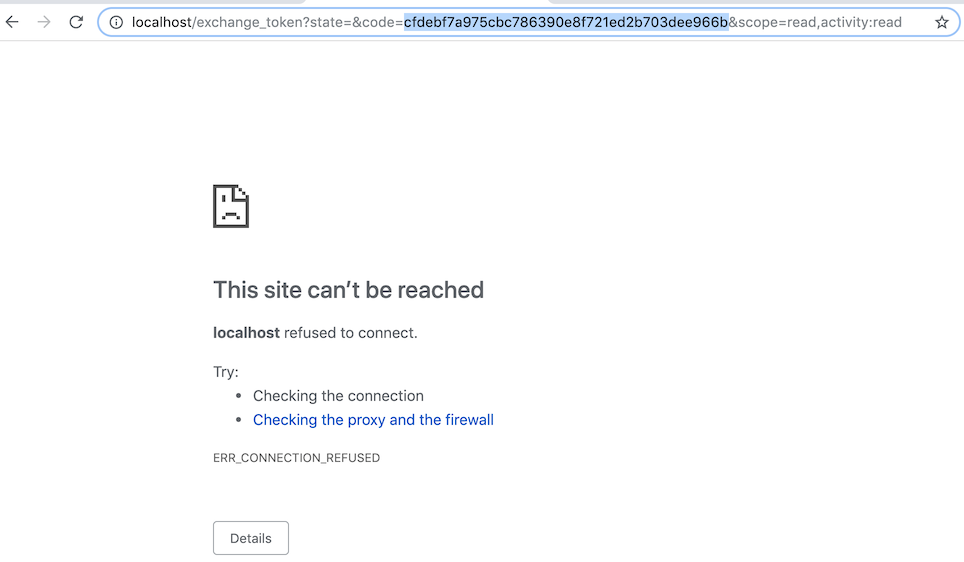 localhost/exchange_token?state=&code=cfdebf7a975cbc786390e8f721ed2b703dee966b&scope=read,activity:read
This site can’t be reached
localhost refused to connect.
Try:
• Checking the connection
• Checking the proxy and the firewall
ERR_CONNECTION_REFUSED
Details